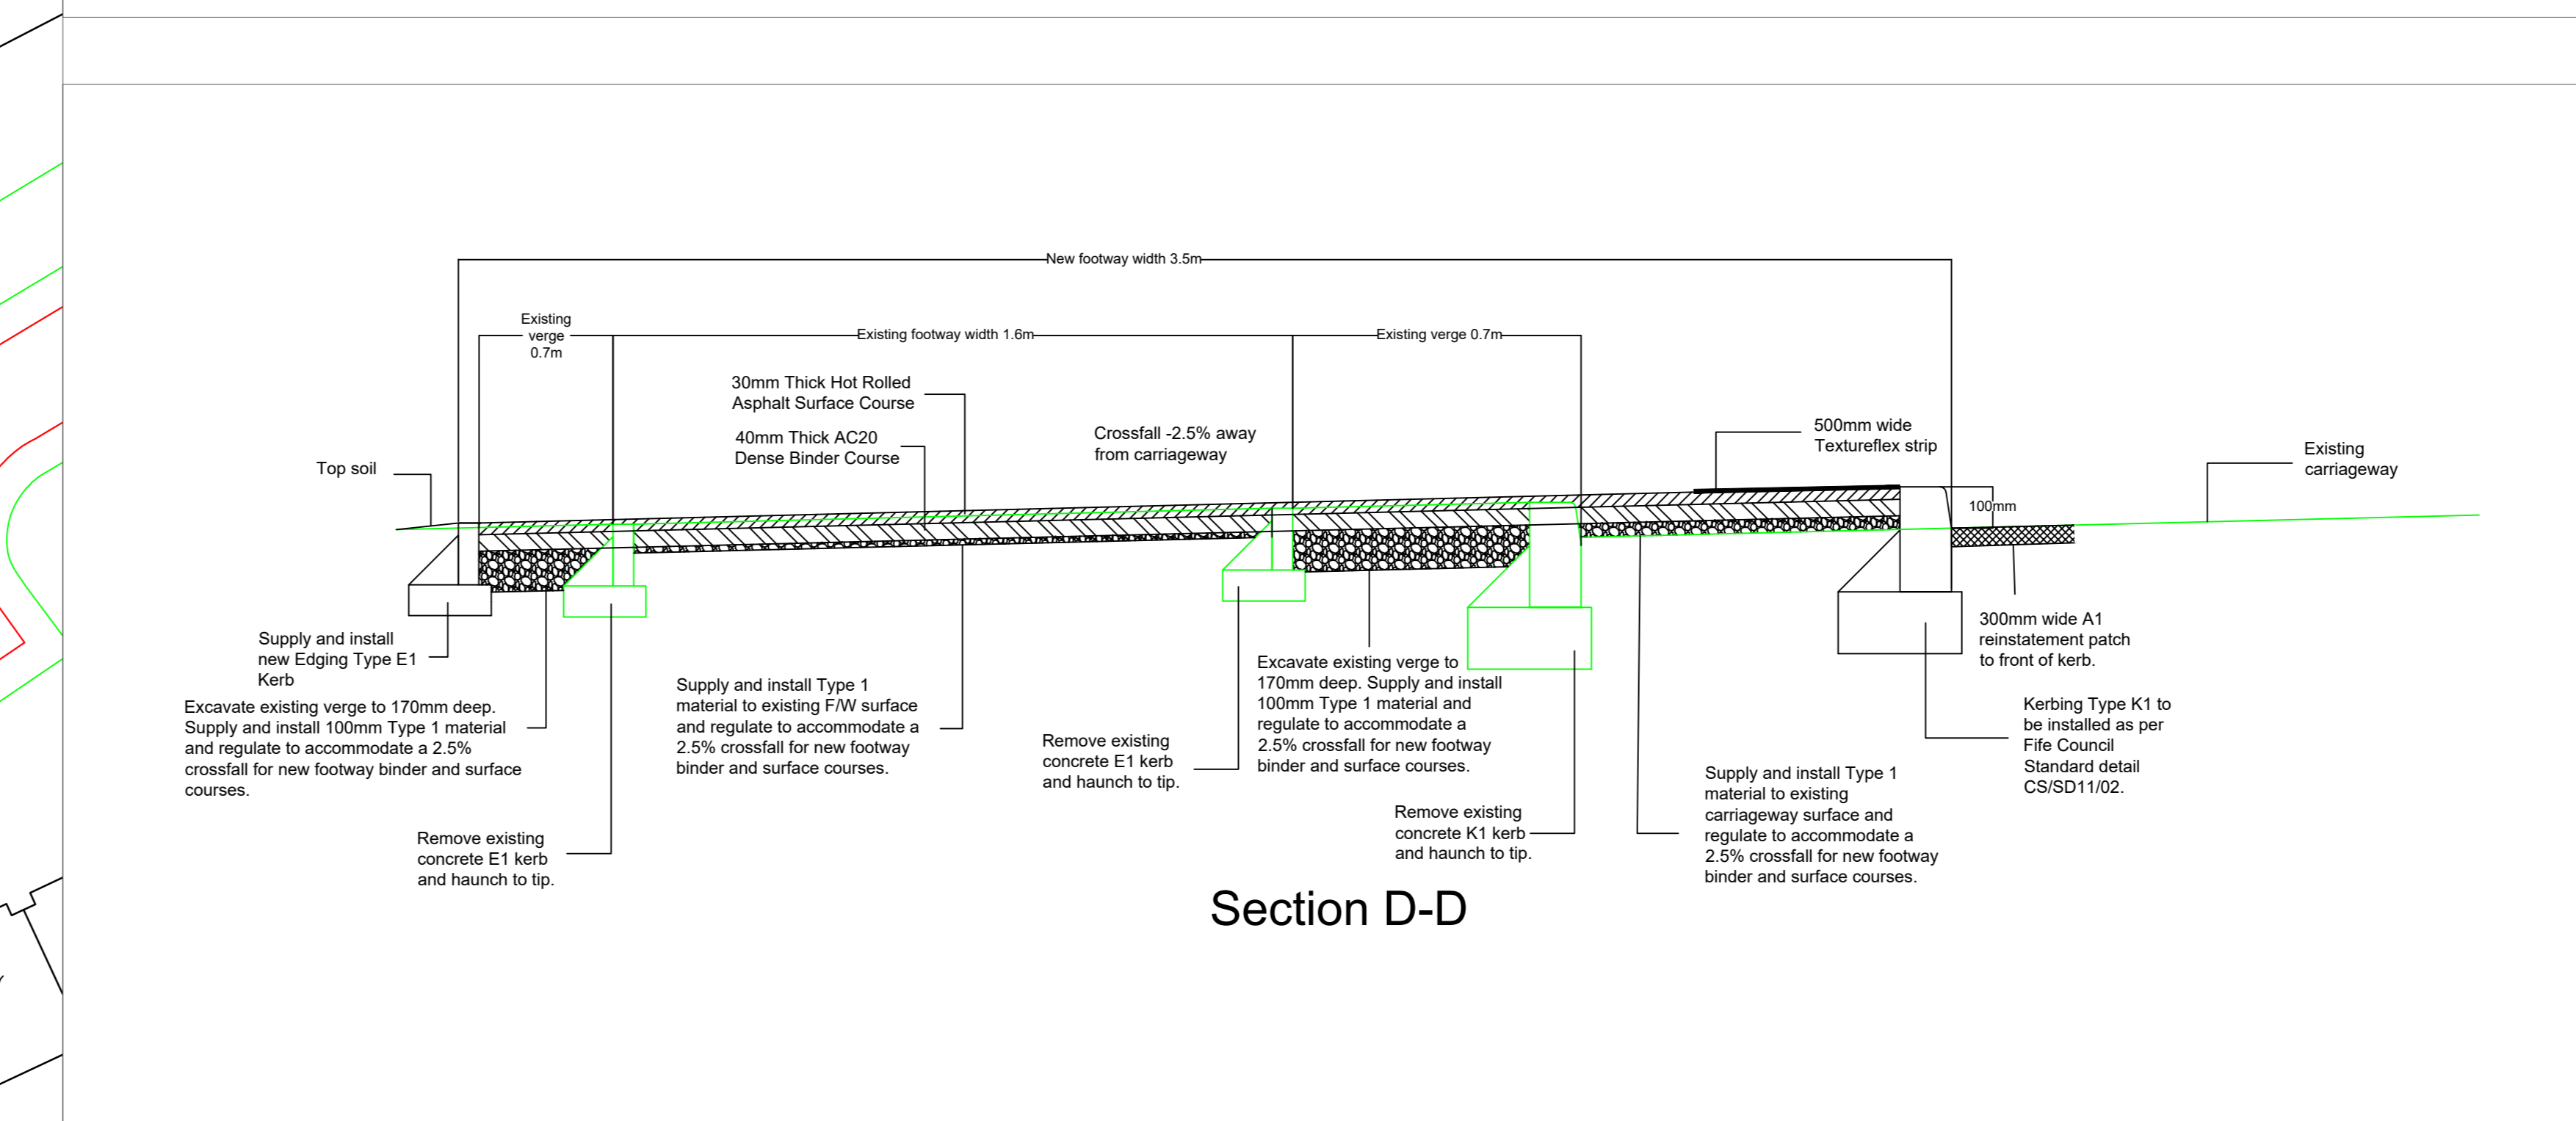 New footway width 3.5m
Existing
verge
0.7m
Existing footway width 1.6m
Existing verge 0.7m
30mm Thick Hot Rolled
Asphalt Surface Course
40mm Thick AC20
Dense Binder Course
Crossfall -2.5% away
from carriageway
500mm wide
Textureflex strip
Existing
carriageway
Top soil
100mm
Supply and install
new Edging Type E1
Kerb
Excavate existing verge to 170mm deep.
Supply and install 100mm Type 1 material
and regulate to accommodate a 2.5%
crossfall for new footway binder and surface
courses.
Remove existing
concrete E1 kerb
and haunch to tip.
Supply and install Type 1
material to existing F/W surface
and regulate to accommodate a
2.5% crossfall for new footway
binder and surface courses.
Remove existing
concrete E1 kerb
and haunch to tip.
Excavate existing verge to
170mm deep. Supply and install
100mm Type 1 material and
regulate to accommodate a
2.5% crossfall for new footway
binder and surface courses.
Remove existing
concrete K1 kerb
and haunch to tip.
Supply and install Type 1
material to existing
carriageway surface and
regulate to accommodate a
2.5% crossfall for new footway
binder and surface courses.
300mm wide A1
reinstatement patch
to front of kerb.
Kerbing Type K1 to
be installed as per
Fife Council
Standard detail
CS/SD11/02.
Section D-D